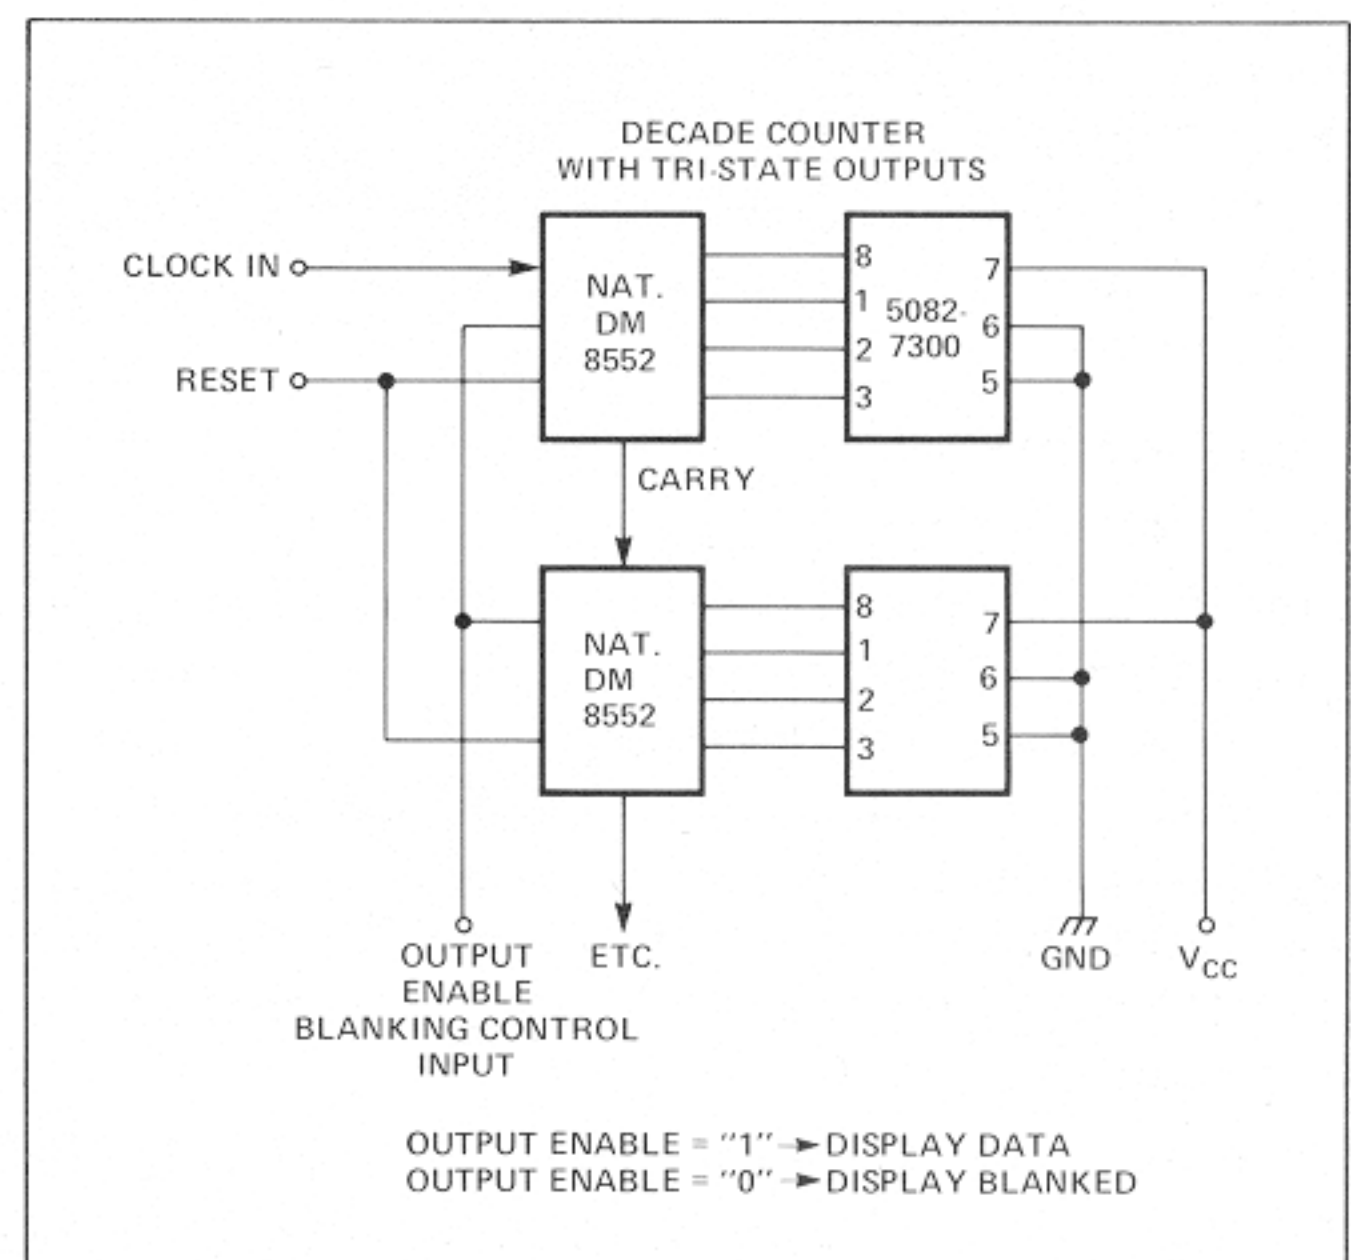 DECADE COUNTER
WITH TRI-STATE OUTPUTS
CLOCK IN
RESET
NAT.
DM
8552
8
1
2
3
5082-
7300
7
6
5
CARRY
NAT.
DM
8552
8
1
2
3
7
6
5
OUTPUT
ENABLE
BLANKING CONTROL
INPUT
ETC.
GND
VCC
OUTPUT ENABLE = "1" → DISPLAY DATA
OUTPUT ENABLE = "0" → DISPLAY BLANKED